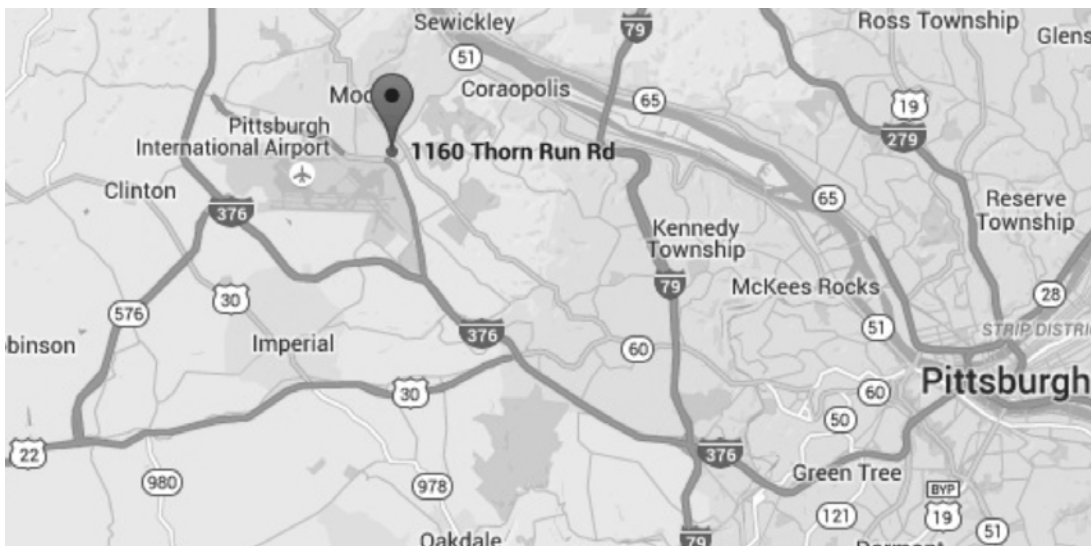 Sewickley
79
Ross Township
Glens
51
Coraopolis
65
19
279
Moo
Pittsburgh
International Airport
1160 Thorn Run Rd
Clinton
376
65
Reserve
Township
Kennedy
Township
79
McKees Rocks
30
28
576
51
STRIP DISTRI
376
60
binson
Imperial
30
Pittsburgh
60
50
22
376
Green Tree
980
978
BYP
19
121
51
79
Oakdale